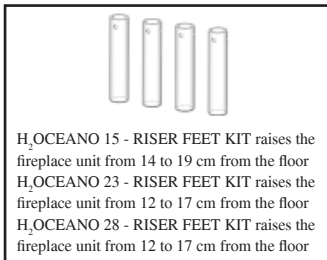 H₂OCEANO 15 - RISER FEET KIT raises the
fireplace unit from 14 to 19 cm from the floor
H₂OCEANO 23 - RISER FEET KIT raises the
fireplace unit from 12 to 17 cm from the floor
H₂OCEANO 28 - RISER FEET KIT raises the
fireplace unit from 12 to 17 cm from the floor